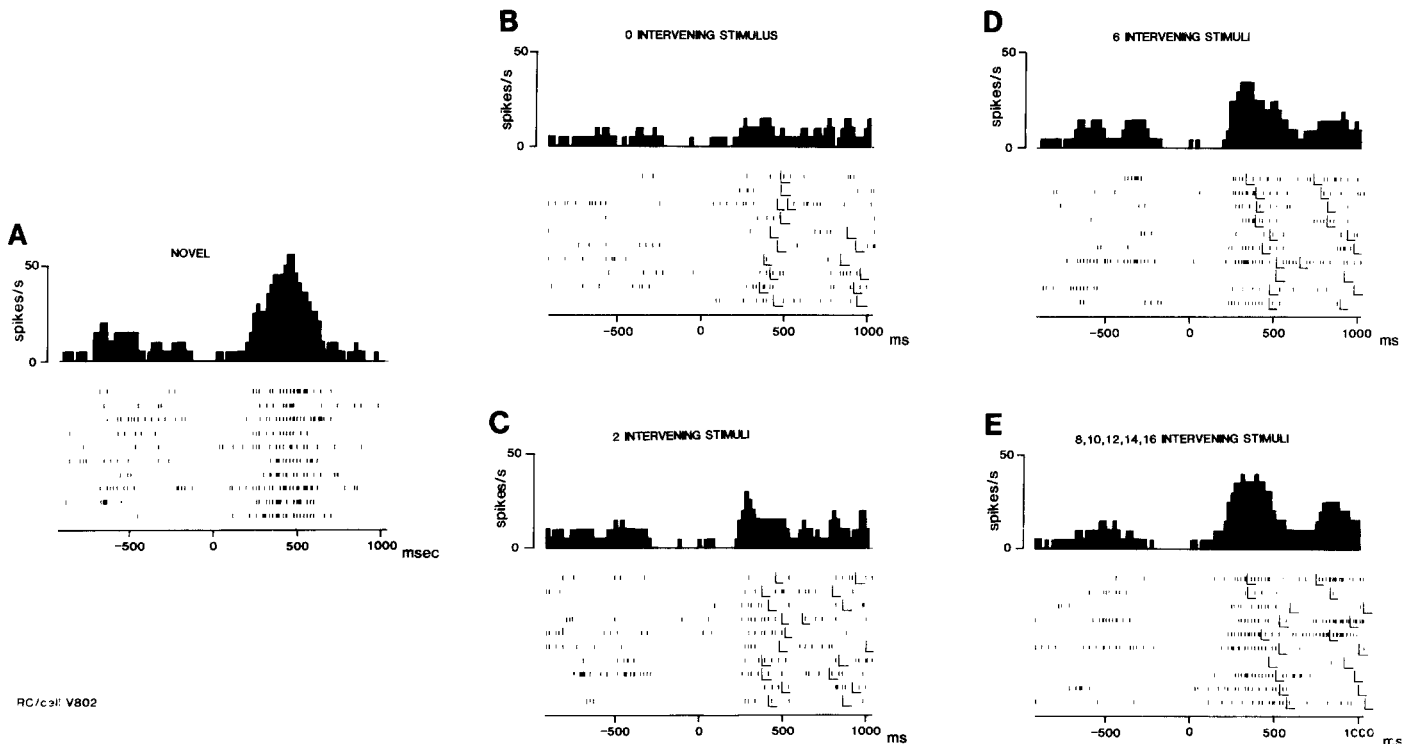 A
NOVEL
50
spikes/s
0
-500
0
500
1000
msec
B
0 INTERVENING STIMULUS
50
spikes/s
0
-500
0
500
1000
ms
C
2 INTERVENING STIMULI
50
spikes/s
0
-500
0
500
1000
ms
D
6 INTERVENING STIMULI
50
spikes/s
0
-500
0
500
1000
ms
E
8,10,12,14,16 INTERVENING STIMULI
50
spikes/s
0
-500
0
500
1000
ms
RC/cell V802